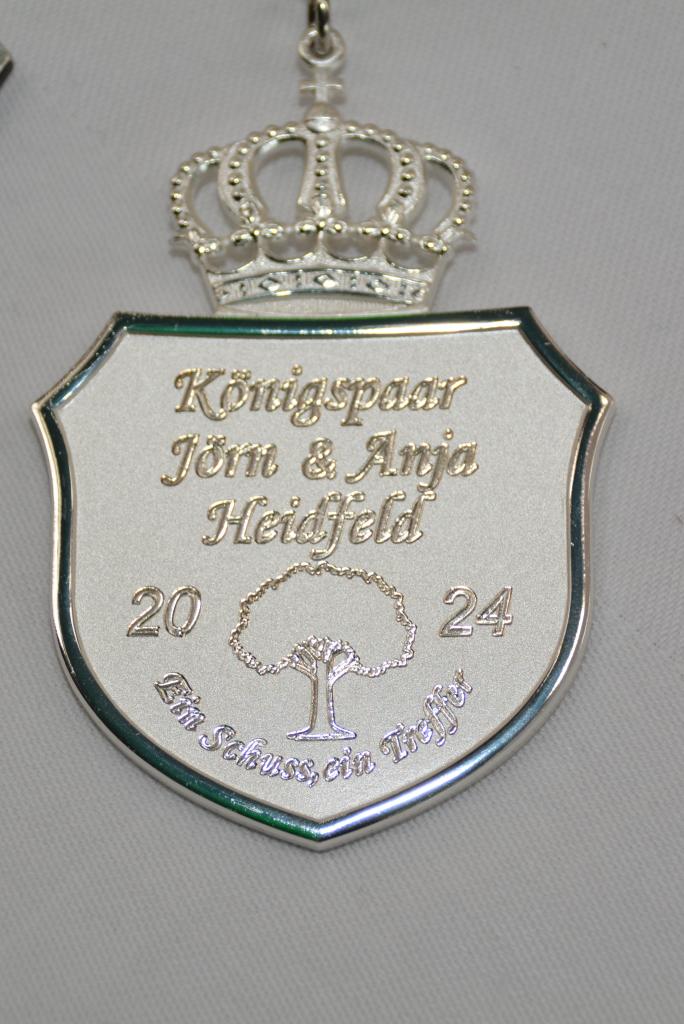 Königspaar
Jörn & Anja
Heidfeld
20 24
Ein Schuss, ein Treffer